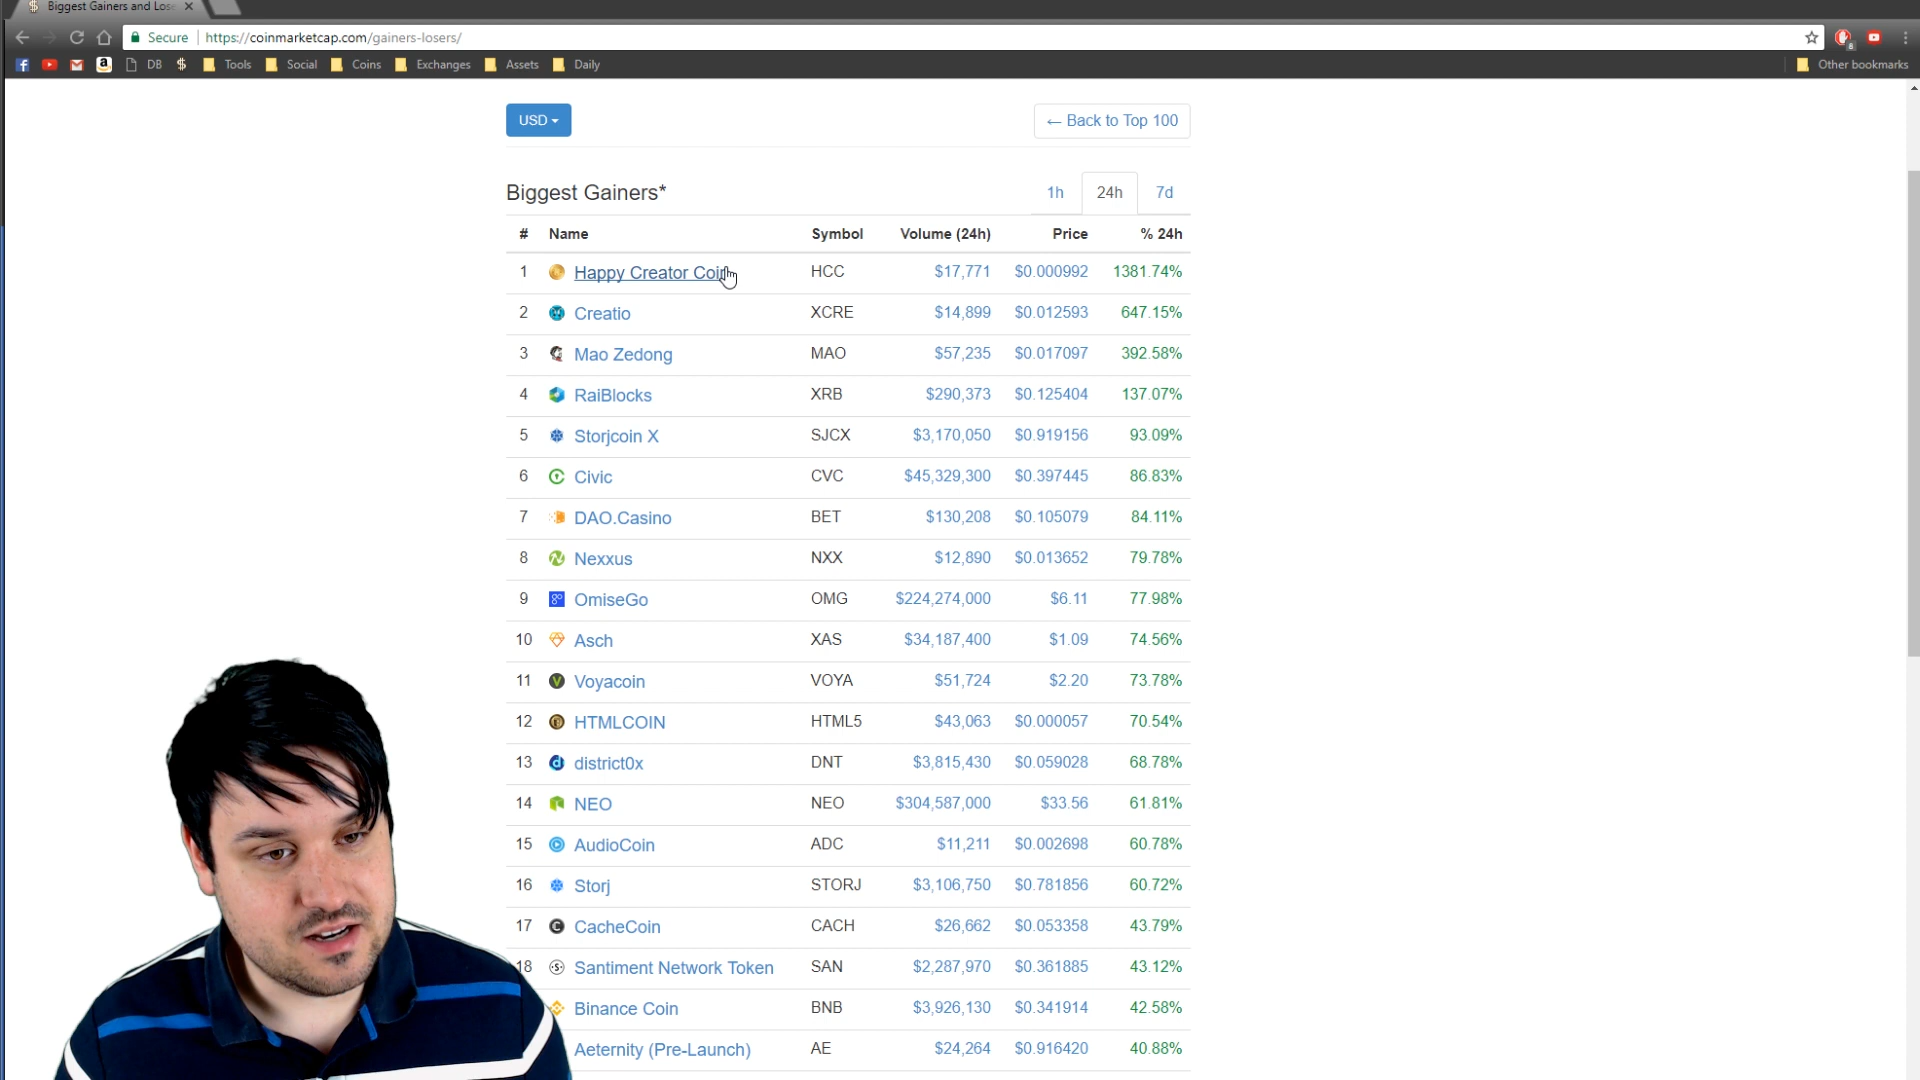 Biggest Gainers and Lose
Secure https://coinmarketcap.com/gainers-losers/
DB Tools Social Coins Exchanges Assets Daily Other bookmarks
USD ← Back to Top 100
Biggest Gainers* 1h 24h 7d
# Name Symbol Volume (24h) Price % 24h
1 Happy Creator Coin HCC $17,771 $0.000992 1381.74%
2 Creatio XCRE $14,899 $0.012593 647.15%
3 Mao Zedong MAO $57,235 $0.017097 392.58%
4 RaiBlocks XRB $290,373 $0.125404 137.07%
5 Storjcoin X SJCX $3,170,050 $0.919156 93.09%
6 Civic CVC $45,329,300 $0.397445 86.83%
7 DAO.Casino BET $130,208 $0.105079 84.11%
8 Nexxus NXX $12,890 $0.013652 79.78%
9 OmiseGo OMG $224,274,000 $6.11 77.98%
10 Asch XAS $34,187,400 $1.09 74.56%
11 Voyacoin VOYA $51,724 $2.20 73.78%
12 HTMLCOIN HTML5 $43,063 $0.000057 70.54%
13 district0x DNT $3,815,430 $0.059028 68.78%
14 NEO NEO $304,587,000 $33.56 61.81%
15 AudioCoin ADC $11,211 $0.002698 60.78%
16 Storj STORJ $3,106,750 $0.781856 60.72%
17 CacheCoin CACH $26,662 $0.053358 43.79%
18 Santiment Network Token SAN $2,287,970 $0.361885 43.12%
Binance Coin BNB $3,926,130 $0.341914 42.58%
Aeternity (Pre-Launch) AE $24,264 $0.916420 40.88%